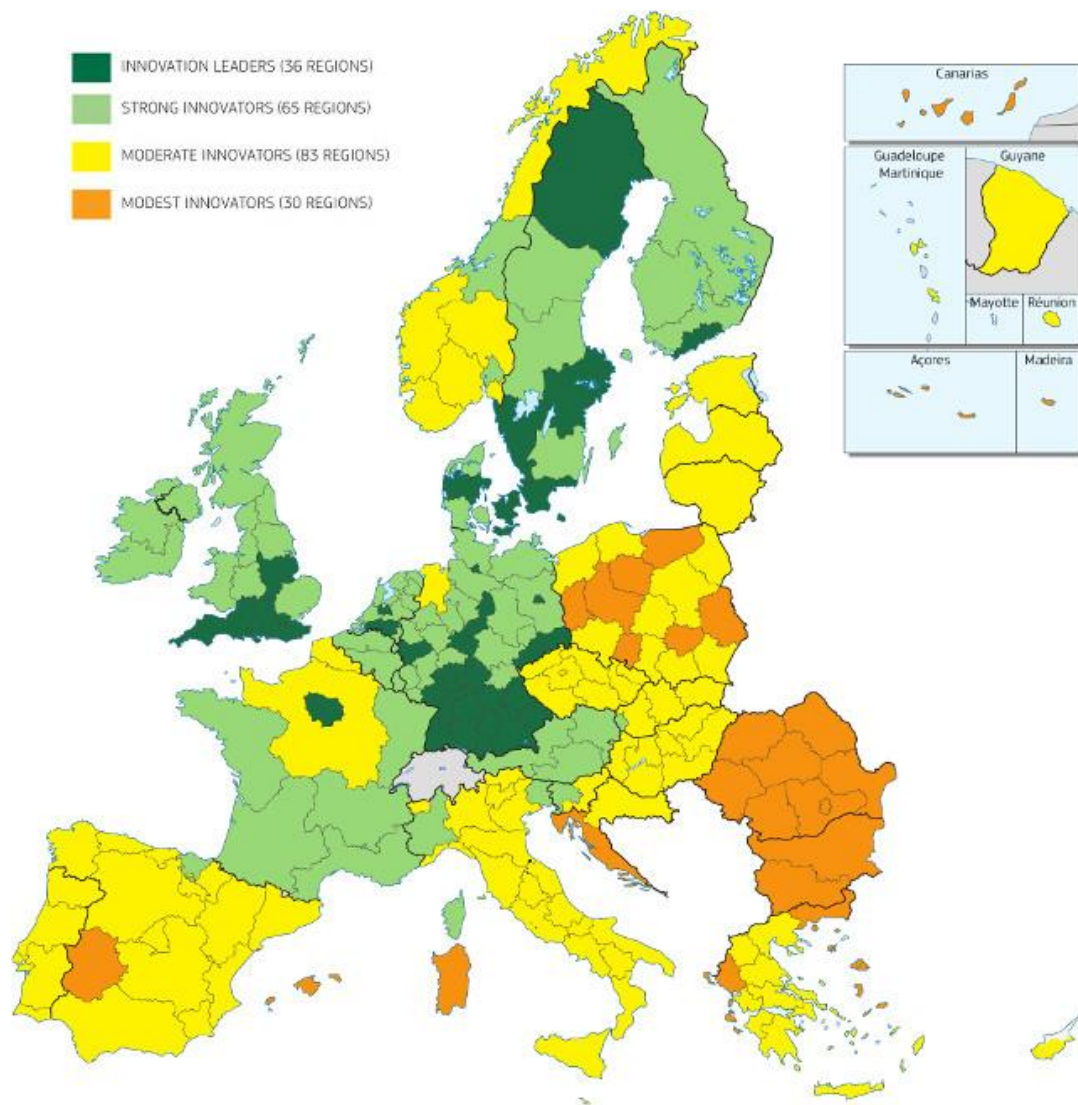 INNOVATION LEADERS (36 REGIONS)
STRONG INNOVATORS (65 REGIONS)
MODERATE INNOVATORS (83 REGIONS)
MODEST INNOVATORS (30 REGIONS)
Canarias
Guadeloupe
Martinique
Guyane
Mayotte
Réunion
Açores
Madeira